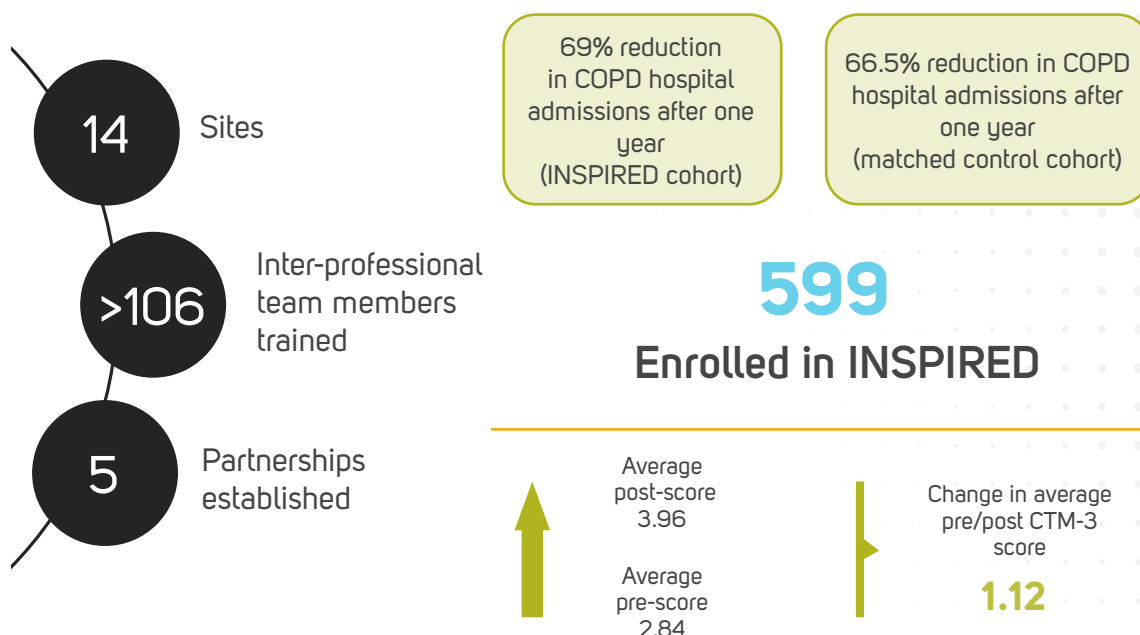 14
Sites
>106
Inter-professional
team members
trained
5
Partnerships
established
69% reduction
in COPD hospital
admissions after one
year
(INSPIRED cohort)
66.5% reduction in COPD
hospital admissions after
one year
(matched control cohort)
599
Enrolled in INSPIRED
Average
post-score
3.96
Average
pre-score
2.84
Change in average
pre/post CTM-3
score
1.12